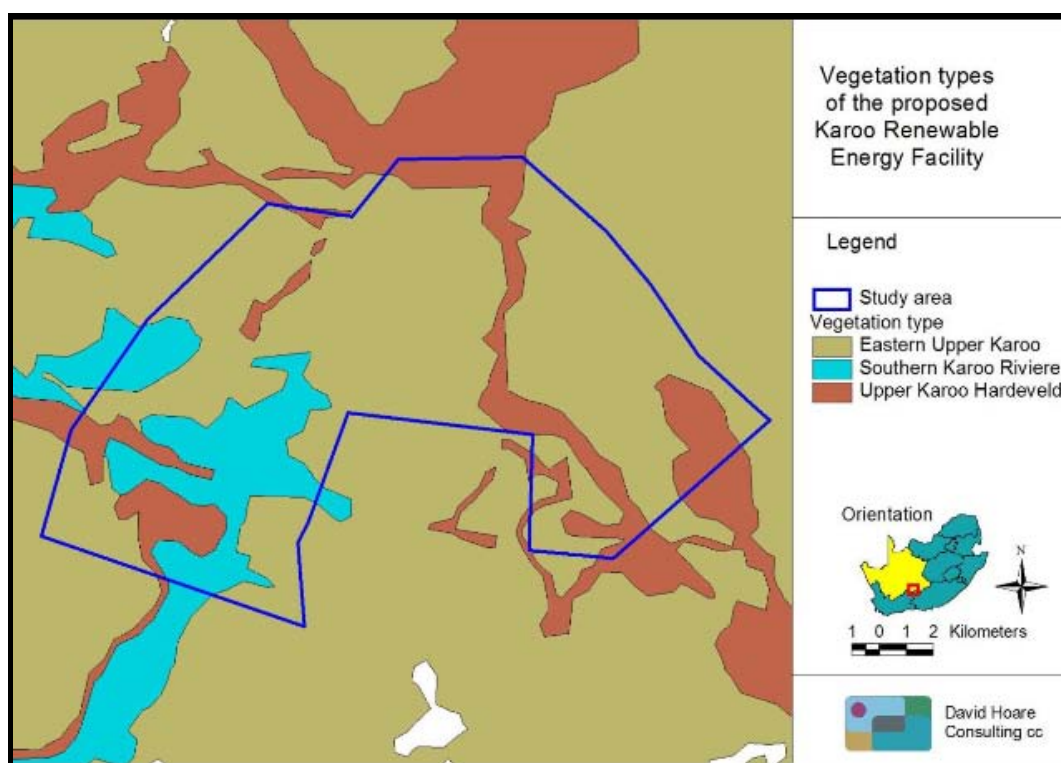 Vegetation types
of the proposed
Karoo Renewable
Energy Facility
Legend
Study area
Vegetation type
Eastern Upper Karoo
Southern Karoo Riviere
Upper Karoo Hardeveld
Orientation
N
1 0 1 2 Kilometers
David Hoare
Consulting cc